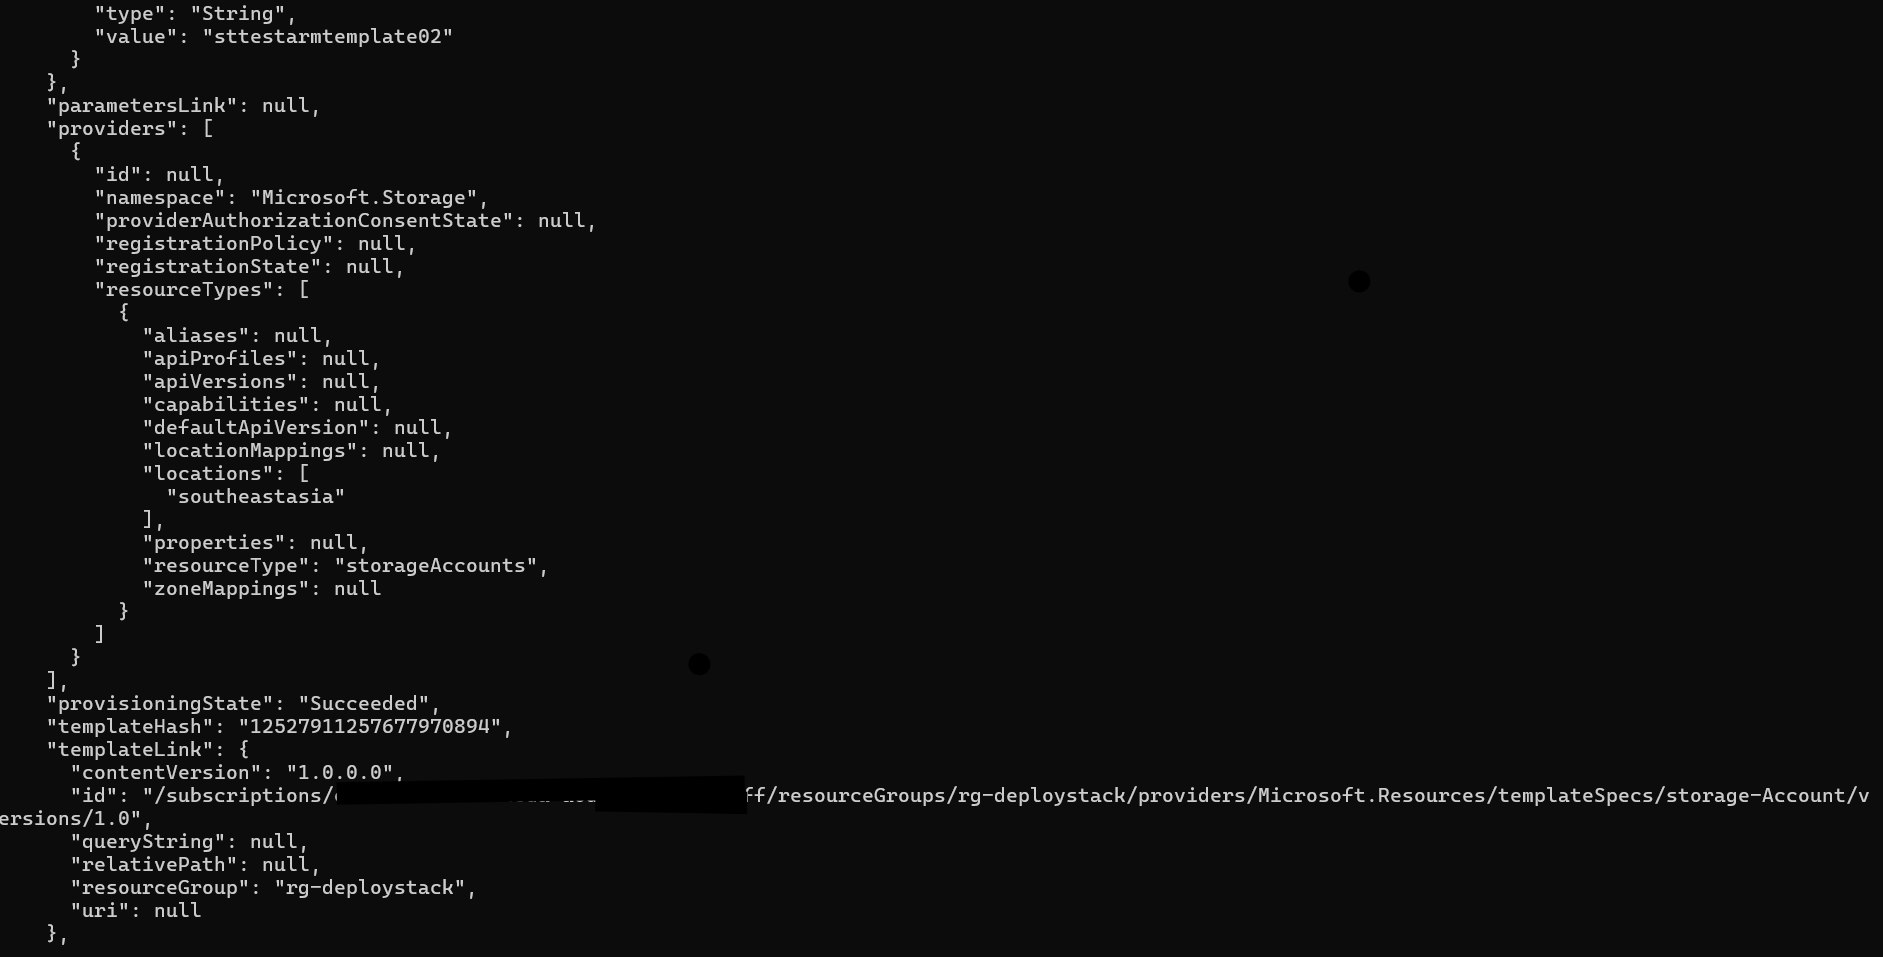 "type": "String",
"value": "sttestarmtemplate02"
}
},
"parametersLink": null,
"providers": [
{
"id": null,
"namespace": "Microsoft.Storage",
"providerAuthorizationConsentState": null,
"registrationPolicy": null,
"registrationState": null,
"resourceTypes": [
{
"aliases": null,
"apiProfiles": null,
"apiVersions": null,
"capabilities": null,
"defaultApiVersion": null,
"locationMappings": null,
"locations": [
"southeastasia"
],
"properties": null,
"resourceType": "storageAccounts",
"zoneMappings": null
}
]
}
],
"provisioningState": "Succeeded",
"templateHash": "12527911257677970894",
"templateLink": {
"contentVersion": "1.0.0.0",
"id": "/subscriptions/ ff/resourceGroups/rg-deploystack/providers/Microsoft.Resources/templateSpecs/storage-Account/v
ersions/1.0",
"queryString": null,
"relativePath": null,
"resourceGroup": "rg-deploystack",
"uri": null
},